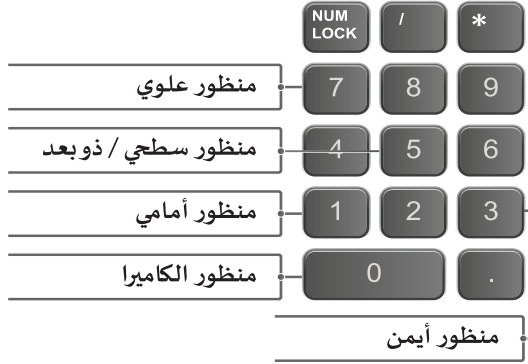 NUM
LOCK / *
منظور علوي 7 8 9
منظور سطحي / ذو بعد 4 5 6
منظور أمامي 1 2 3
منظور الكاميرا 0 .
منظور أيمن